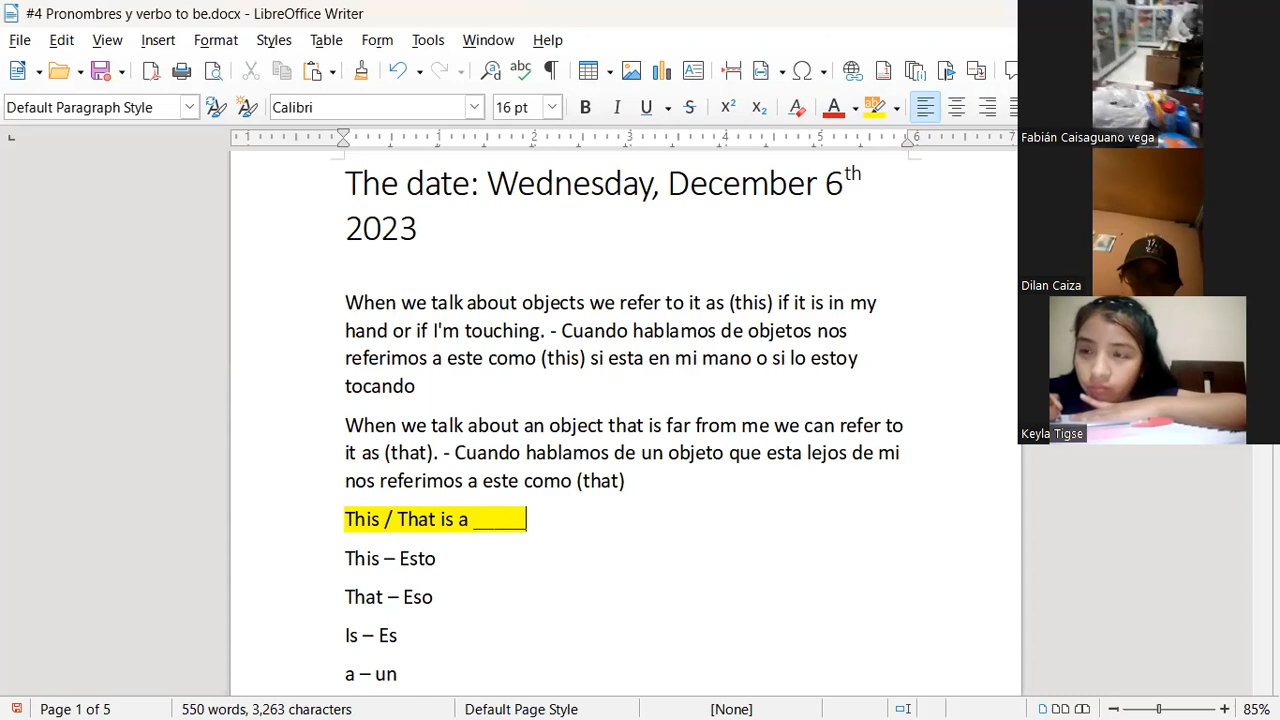 #4 Pronombres y verbo to be.docx - LibreOffice Writer
File Edit View Insert Format Styles Table Form Tools Window Help
Default Paragraph Style Calibri 16 pt
The date: Wednesday, December 6th
2023
When we talk about objects we refer to it as (this) if it is in my
hand or if I'm touching. - Cuando hablamos de objetos nos
referimos a este como (this) si esta en mi mano o si lo estoy
tocando
When we talk about an object that is far from me we can refer to
it as (that). - Cuando hablamos de un objeto que esta lejos de mi
nos referimos a este como (that)
This / That is a _____
This – Esto
That – Eso
Is – Es
a – un
Page 1 of 5 550 words, 3,263 characters Default Page Style [None] 85%
Fabián Caisaguano vega
Dilan Caiza
Keyla Tigse